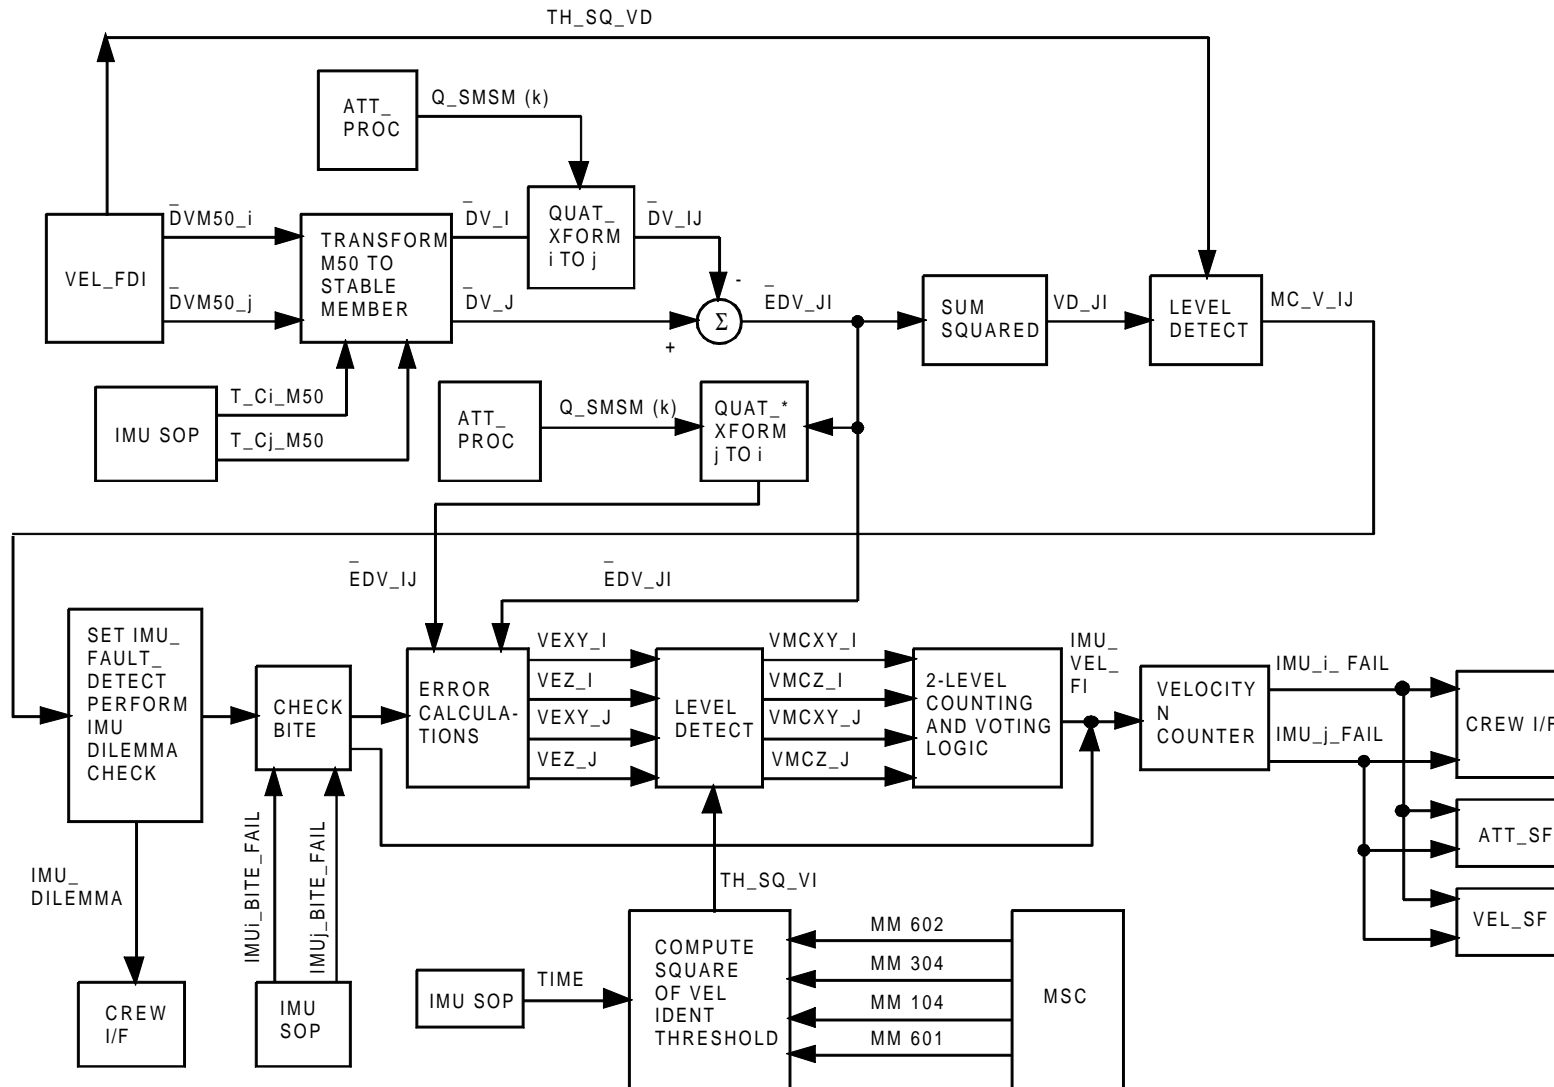 TH_SQ_VD
ATT_
PROC
Q_SMSM (k)
VEL_FDI
DVM50_i
DVM50_j
TRANSFORM
M50 TO
STABLE
MEMBER
DV_I
DV_J
QUAT_
XFORM
i TO j
DV_IJ
-
+
Σ
EDV_JI
SUM
SQUARED
VD_JI
LEVEL
DETECT
MC_V_IJ
IMU SOP
T_Ci_M50
T_Cj_M50
ATT_
PROC
Q_SMSM (k)
QUAT_*
XFORM
j TO i
EDV_IJ
EDV_JI
SET IMU_
FAULT_
DETECT
PERFORM
IMU
DILEMMA
CHECK
CHECK
BITE
ERROR
CALCULA-
TIONS
VEXY_I
VEZ_I
VEXY_J
VEZ_J
LEVEL
DETECT
VMCXY_I
VMCZ_I
VMCXY_J
VMCZ_J
2-LEVEL
COUNTING
AND VOTING
LOGIC
IMU_
VEL_
FI
VELOCITY
N
COUNTER
IMU_i_ FAIL
IMU_j_FAIL
CREW I/F
ATT_SF
VEL_SF
IMU_
DILEMMA
CREW
I/F
IMUi_BITE_FAIL
IMUj_BITE_FAIL
IMU
SOP
TH_SQ_VI
IMU SOP
TIME
COMPUTE
SQUARE
OF VEL
IDENT
THRESHOLD
MM 602
MM 304
MM 104
MM 601
MSC